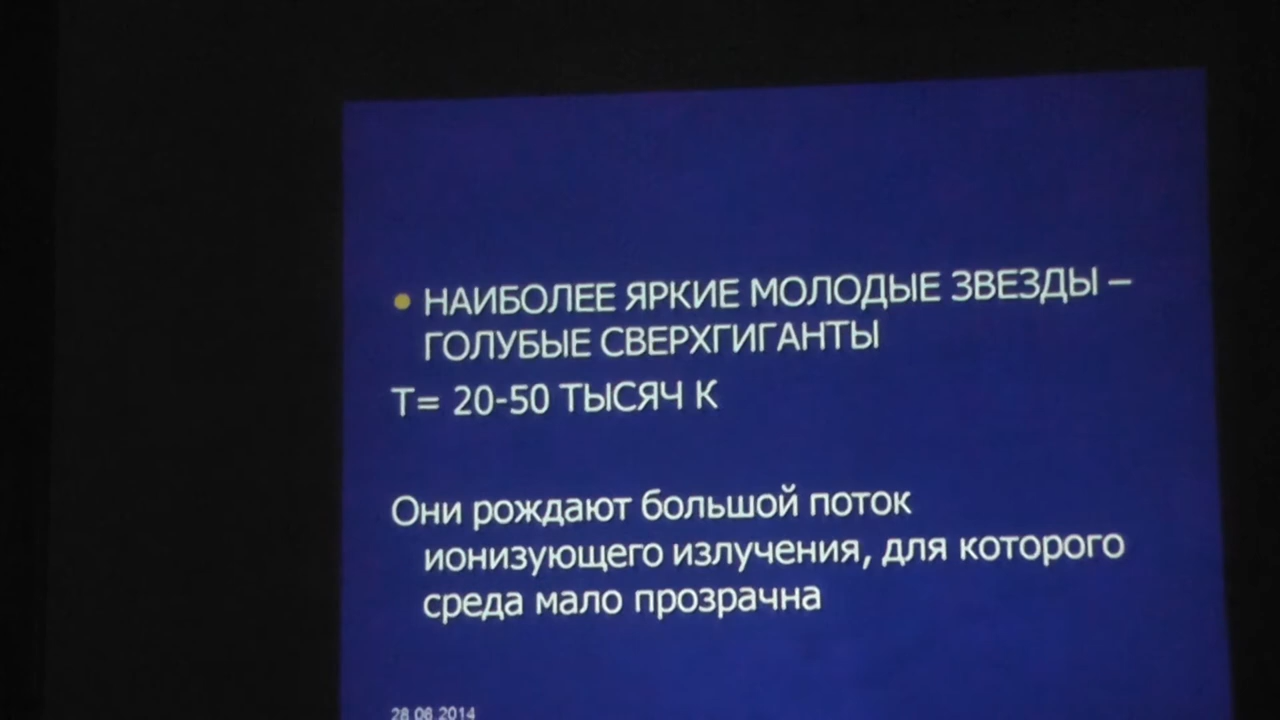 • НАИБОЛЕЕ ЯРКИЕ МОЛОДЫЕ ЗВЕЗДЫ –
ГОЛУБЫЕ СВЕРХГИГАНТЫ
Т= 20-50 ТЫСЯЧ К
Они рождают большой поток
ионизующего излучения, для которого
среда мало прозрачна
28.06.2014